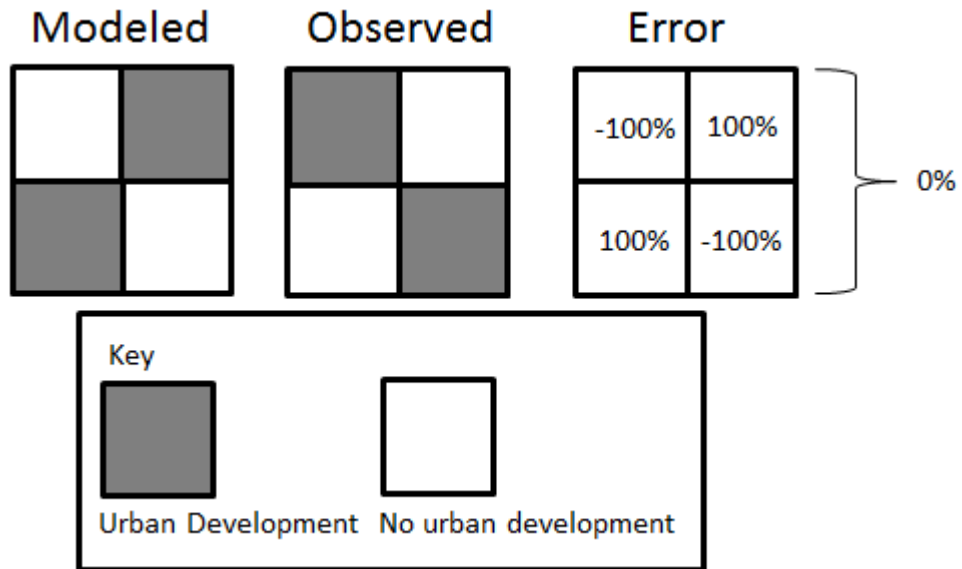 Modeled Observed Error
-100% 100%
0%
100% -100%
Key
Urban Development No urban development